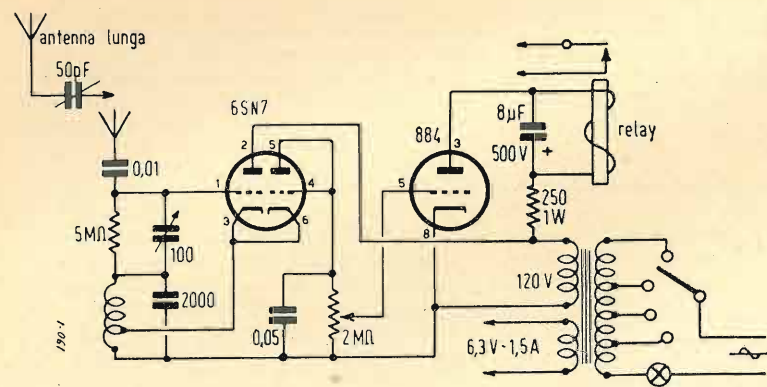 antenna lunga
50pF
6SN7
2
5
1
4
3
6
0,01
5MΩ
100
2000
0,05
2MΩ
884
3
5
8
8µF
500V
+
relay
250
1W
120V
6,3V-1,5A
190-1